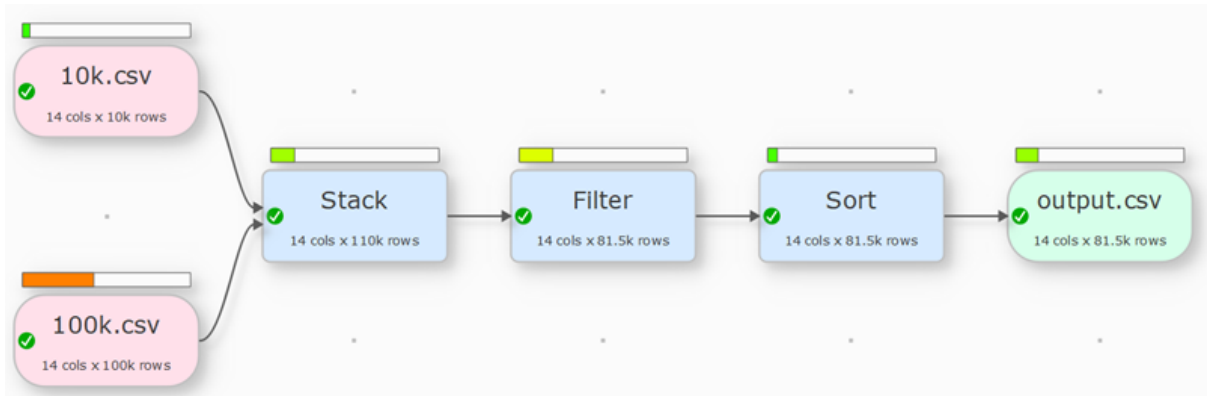 10k.csv
14 cols x 10k rows
100k.csv
14 cols x 100k rows
Stack
14 cols x 110k rows
Filter
14 cols x 81.5k rows
Sort
14 cols x 81.5k rows
output.csv
14 cols x 81.5k rows